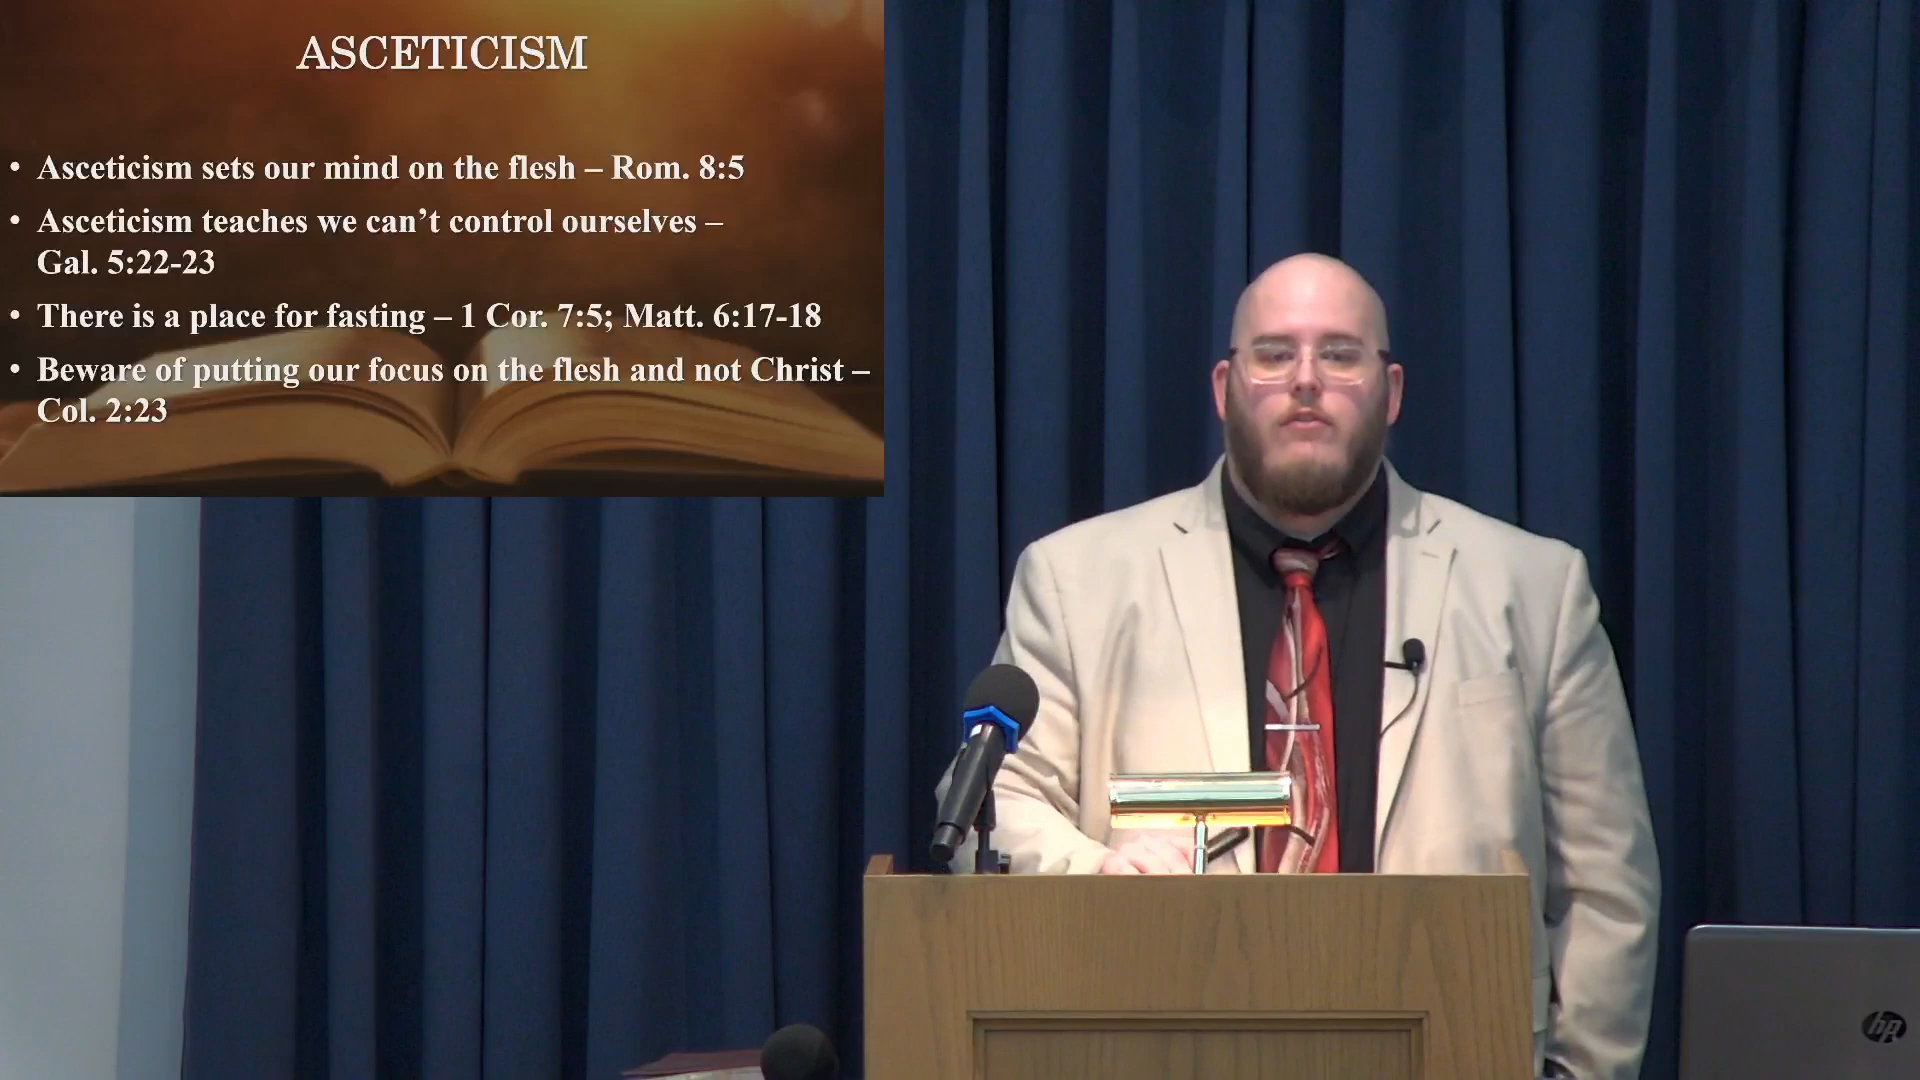 ASCETICISM
• Asceticism sets our mind on the flesh – Rom. 8:5
• Asceticism teaches we can’t control ourselves –
Gal. 5:22-23
• There is a place for fasting – 1 Cor. 7:5; Matt. 6:17-18
• Beware of putting our focus on the flesh and not Christ –
Col. 2:23
hp